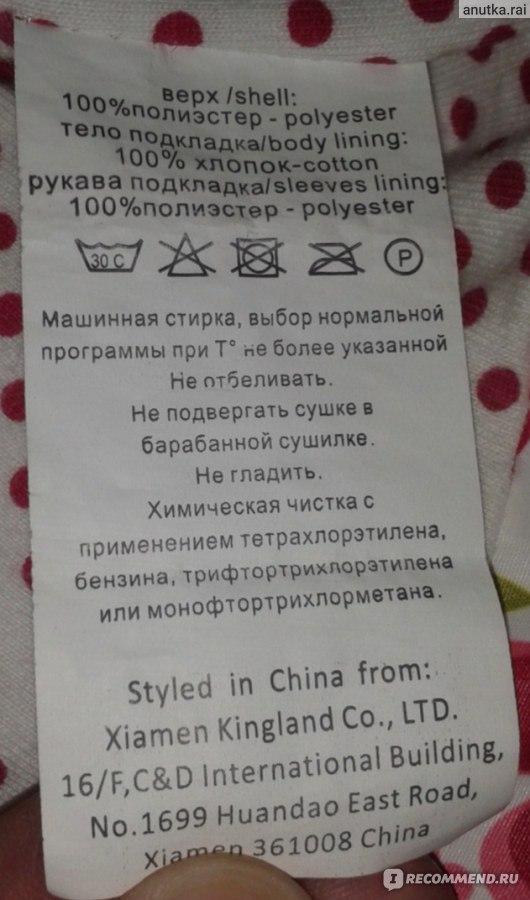 anutka.rai
верх /shell:
100%полиэстер - polyester
тело подкладка/body lining:
100% хлопок-cotton
рукава подкладка/sleeves lining:
100%полиэстер - polyester
30 C P
Машинная стирка, выбор нормальной
программы при T° не более указанной
Не отбеливать.
Не подвергать сушке в
барабанной сушилке.
Не гладить.
Химическая чистка с
применением тетрахлорэтилена,
бензина, трифтортрихлорэтилена
или монофтортрихлорметана.
Styled in China from:
Xiamen Kingland Co., LTD.
16/F,C&D International Building,
No.1699 Huandao East Road,
Xiamen 361008 China
IRECOMMEND.RU